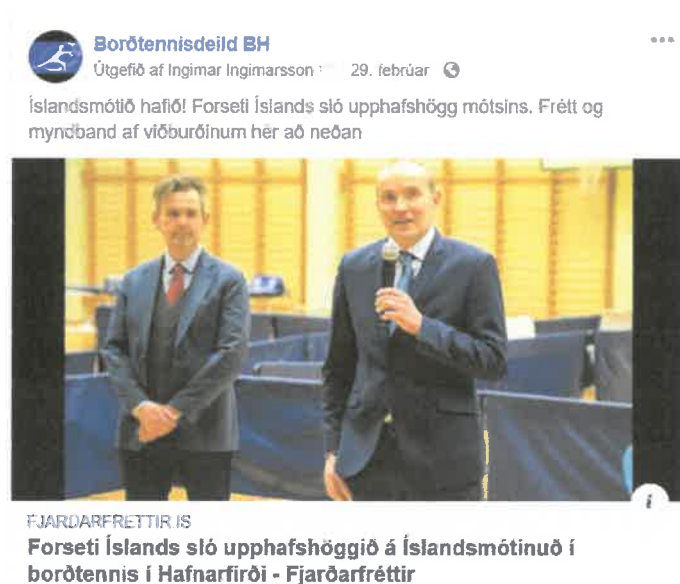 Borðtennisdeild BH
Útgefið af Ingimar Ingimarsson · 29. febrúar
Íslandsmótið hafið! Forseti Íslands sló upphafshögg mótsins. Frétt og
myndband af viðburðinum hér að neðan
FJARDARFRETTIR.IS
Forseti Íslands sló upphafshöggið á Íslandsmótinuð í
borðtennis í Hafnarfirði - Fjarðarfréttir